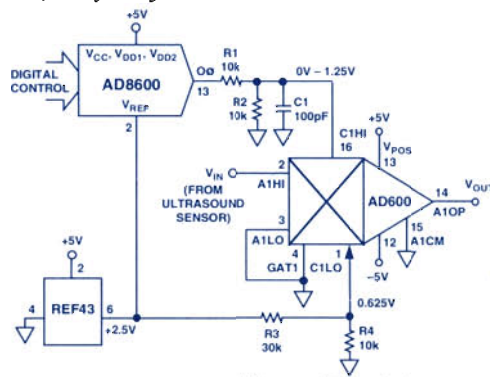 +5V
VCC, VDD1, VDD2
DIGITAL
CONTROL
AD8600
VREF
2
OØ
13
R1
10k
R2
10k
C1
100pF
0V – 1.25V
C1HI
16
+5V
VPOS
13
VIN
(FROM
ULTRASOUND
SENSOR)
2
A1HI
3
A1LO
4
GAT1
1
C1LO
AD600
14
A1OP
VOUT
15
A1CM
12
–5V
0.625V
+5V
2
4
REF43
6
+2.5V
R3
30k
R4
10k